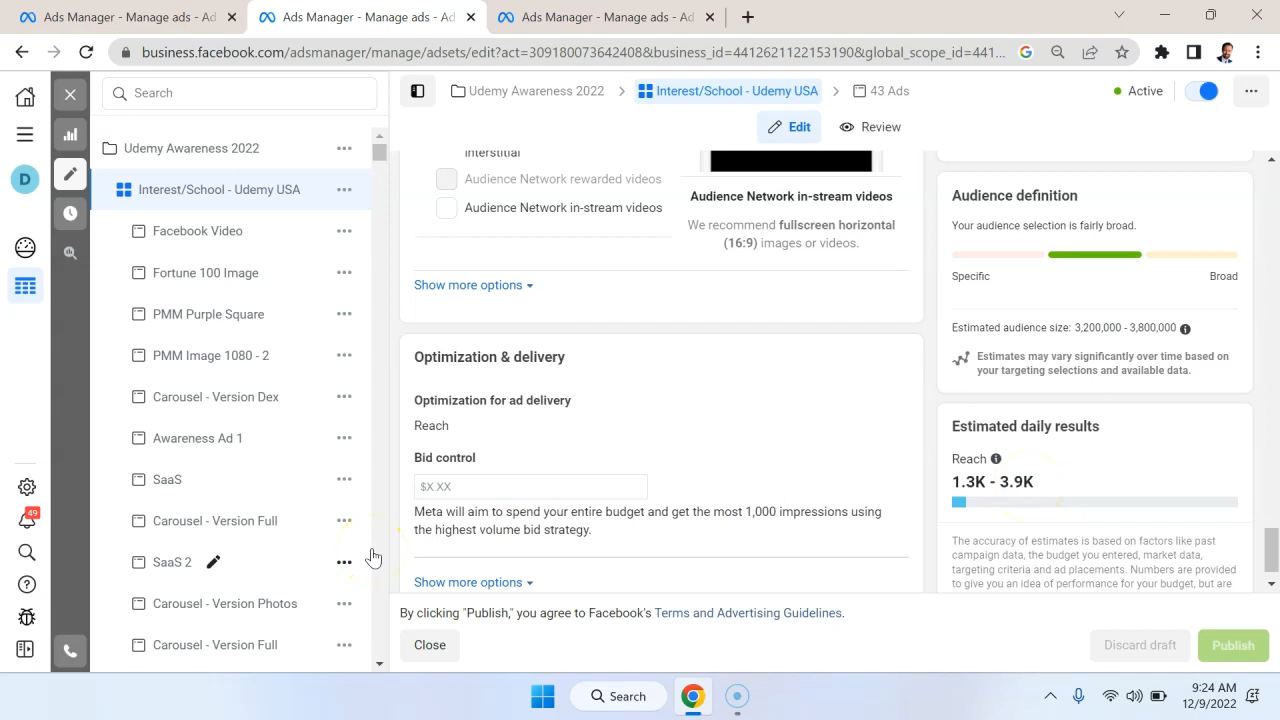 Ads Manager - Manage ads - Ad
Ads Manager - Manage ads - Ad
Ads Manager - Manage ads - Ad
business.facebook.com/adsmanager/manage/adsets/edit?act=309180073642408&business_id=4412621122153190&global_scope_id=441...
Search
Udemy Awareness 2022
Interest/School - Udemy USA
43 Ads
Active
Edit
Review
D
Udemy Awareness 2022
Interest/School - Udemy USA
Facebook Video
Fortune 100 Image
PMM Purple Square
PMM Image 1080 - 2
Carousel - Version Dex
Awareness Ad 1
SaaS
Carousel - Version Full
SaaS 2
Carousel - Version Photos
Carousel - Version Full
49
interstitial
Audience Network rewarded videos
Audience Network in-stream videos
Audience Network in-stream videos
We recommend fullscreen horizontal
(16:9) images or videos.
Show more options
Optimization & delivery
Optimization for ad delivery
Reach
Bid control
$X.XX
Meta will aim to spend your entire budget and get the most 1,000 impressions using
the highest volume bid strategy.
Show more options
Audience definition
Your audience selection is fairly broad.
Specific
Broad
Estimated audience size: 3,200,000 - 3,800,000
Estimates may vary significantly over time based on
your targeting selections and available data.
Estimated daily results
Reach
1.3K - 3.9K
The accuracy of estimates is based on factors like past
campaign data, the budget you entered, market data,
targeting criteria and ad placements. Numbers are provided
to give you an idea of performance for your budget, but are
By clicking "Publish," you agree to Facebook's Terms and Advertising Guidelines.
Close
Discard draft
Publish
Search
9:24 AM
12/9/2022